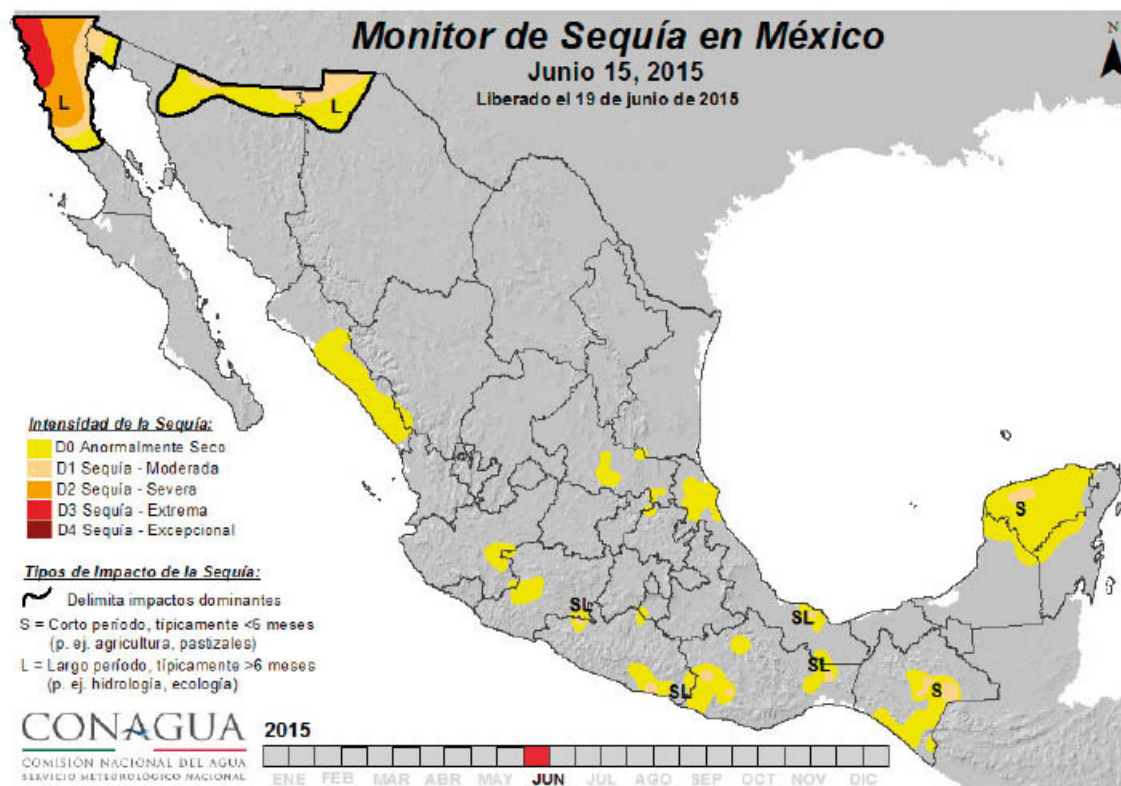 Monitor de Sequía en México
Junio 15, 2015
Liberado el 19 de junio de 2015
N
L
L
Intensidad de la Sequía:
D0 Anormalmente Seco
D1 Sequía - Moderada
D2 Sequía - Severa
D3 Sequía - Extrema
D4 Sequía - Excepcional
S
Tipos de Impacto de la Sequía:
Delimita impactos dominantes
S = Corto período, típicamente <6 meses
(p. ej. agricultura, pastizales)
L = Largo período, típicamente >6 meses
(p. ej. hidrología, ecología)
SL
SL
SL
SL
S
CONAGUA
COMISIÓN NACIONAL DEL AGUA
SERVICIO METEOROLÓGICO NACIONAL
2015
ENE FEB MAR ABR MAY JUN JUL AGO SEP OCT NOV DIC